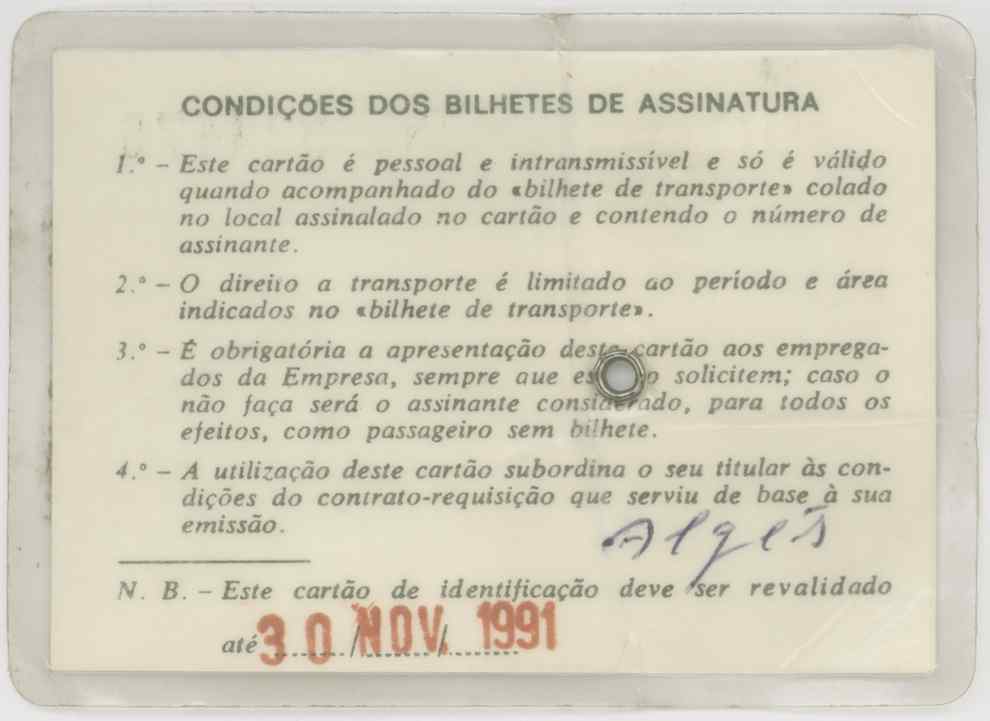 CONDIÇÕES DOS BILHETES DE ASSINATURA
1.º – Este cartão é pessoal e intransmissível e só é válido
quando acompanhado do «bilhete de transporte» colado
no local assinalado no cartão e contendo o número de
assinante.
2.º – O direito a transporte é limitado ao período e área
indicados no «bilhete de transporte».
3.º – É obrigatória a apresentação deste cartão aos emprega-
dos da Empresa, sempre que es o solicitem; caso o
não faça será o assinante considerado, para todos os
efeitos, como passageiro sem bilhete.
4.º – A utilização deste cartão subordina o seu titular às con-
dições do contrato-requisição que serviu de base à sua
emissão.
Algés
N. B. – Este cartão de identificação deve ser revalidado
até 30 / NOV. / 1991